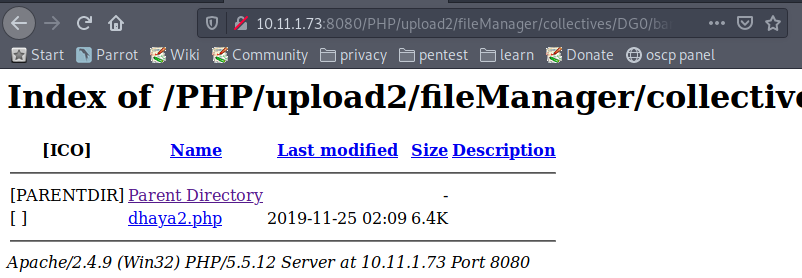 10.11.1.73:8080/PHP/upload2/fileManager/collectives/DG0/ba
Start Parrot Wiki Community privacy pentest learn Donate oscp panel
Index of /PHP/upload2/fileManager/collective
[ICO] Name Last modified Size Description
[PARENTDIR] Parent Directory -
[ ] dhaya2.php 2019-11-25 02:09 6.4K
Apache/2.4.9 (Win32) PHP/5.5.12 Server at 10.11.1.73 Port 8080